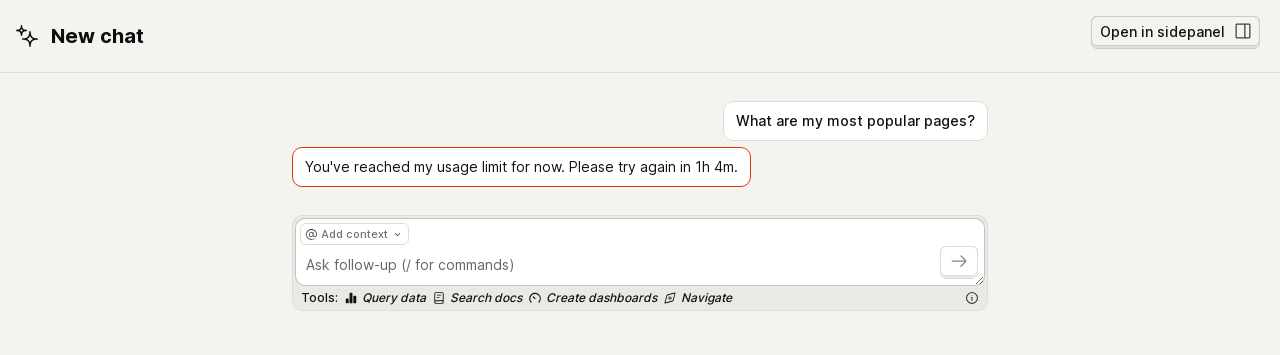 New chat
Open in sidepanel
What are my most popular pages?
You've reached my usage limit for now. Please try again in 1h 4m.
Add context
Ask follow-up (/ for commands)
Tools: Query data Search docs Create dashboards Navigate